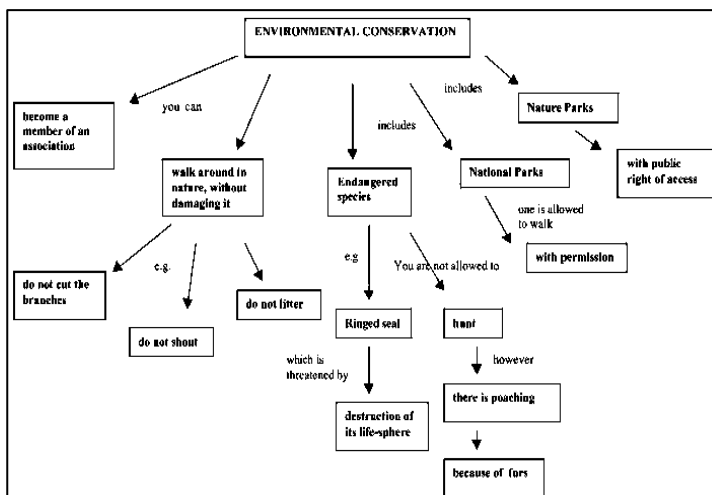 ENVIRONMENTAL CONSERVATION
includes
you can
Nature Parks
become a
member of an
association
includes
with public
right of access
walk around in
nature, without
damaging it
Endangered
species
National Parks
one is allowed
to walk
with permission
e.g.
e.g
You are not allowed to
do not cut the
branches
do not litter
do not shout
Ringed seal
hunt
which is
threatened by
however
there is poaching
destruction of
its life-sphere
because of furs